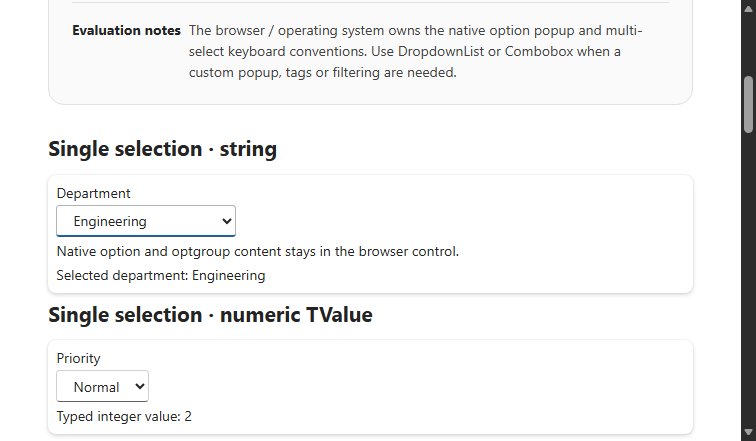 Evaluation notes The browser / operating system owns the native option popup and multi-
select keyboard conventions. Use DropdownList or Combobox when a
custom popup, tags or filtering are needed.
Single selection · string
Department
Engineering
Native option and optgroup content stays in the browser control.
Selected department: Engineering
Single selection · numeric TValue
Priority
Normal
Typed integer value: 2